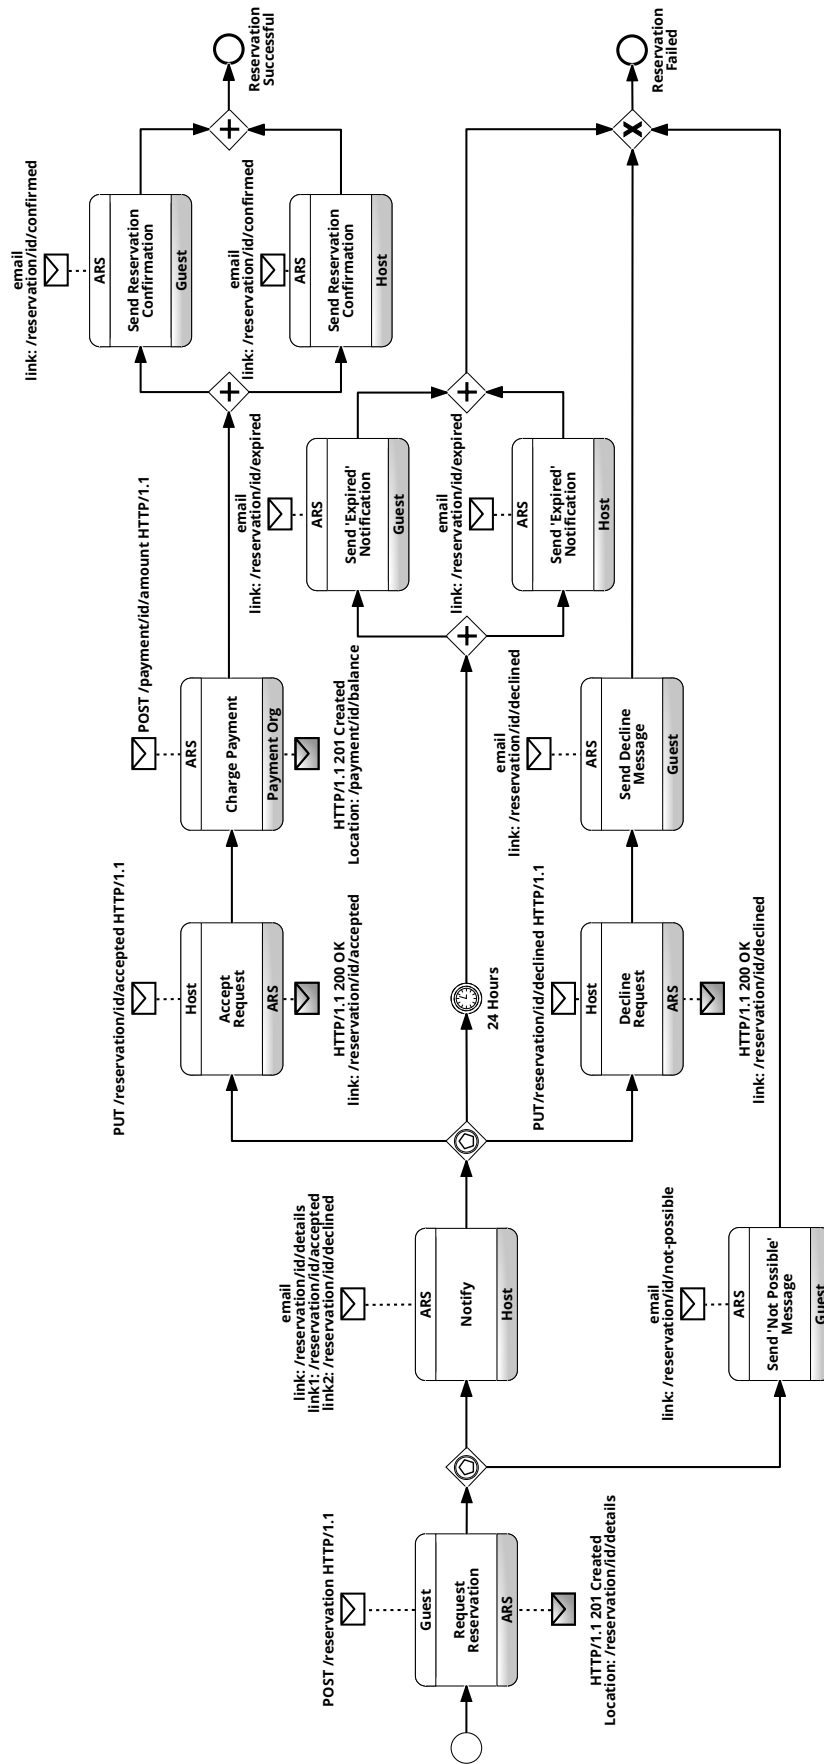 POST /reservation HTTP/1.1
Guest
Request
Reservation
ARS
HTTP/1.1 201 Created
Location: /reservation/id/details
email
link: /reservation/id/details
link1: /reservation/id/accepted
link2: /reservation/id/declined
ARS
Notify
Host
email
link: /reservation/id/not-possible
ARS
Send 'Not Possible'
Message
Guest
PUT /reservation/id/accepted HTTP/1.1
Host
Accept
Request
ARS
HTTP/1.1 200 OK
link: /reservation/id/accepted
24 Hours
PUT/reservation/id/declined HTTP/1.1
Host
Decline
Request
ARS
HTTP/1.1 200 OK
link: /reservation/id/declined
POST /payment/id/amount HTTP/1.1
ARS
Charge Payment
Payment Org
HTTP/1.1 201 Created
Location: /payment/id/balance
email
link: /reservation/id/declined
ARS
Send Decline
Message
Guest
email
link: /reservation/id/expired
ARS
Send 'Expired'
Notification
Guest
email
link: /reservation/id/expired
ARS
Send 'Expired'
Notification
Host
email
link: /reservation/id/confirmed
ARS
Send Reservation
Confirmation
Guest
email
link: /reservation/id/confirmed
ARS
Send Reservation
Confirmation
Host
Reservation
Successful
Reservation
Failed